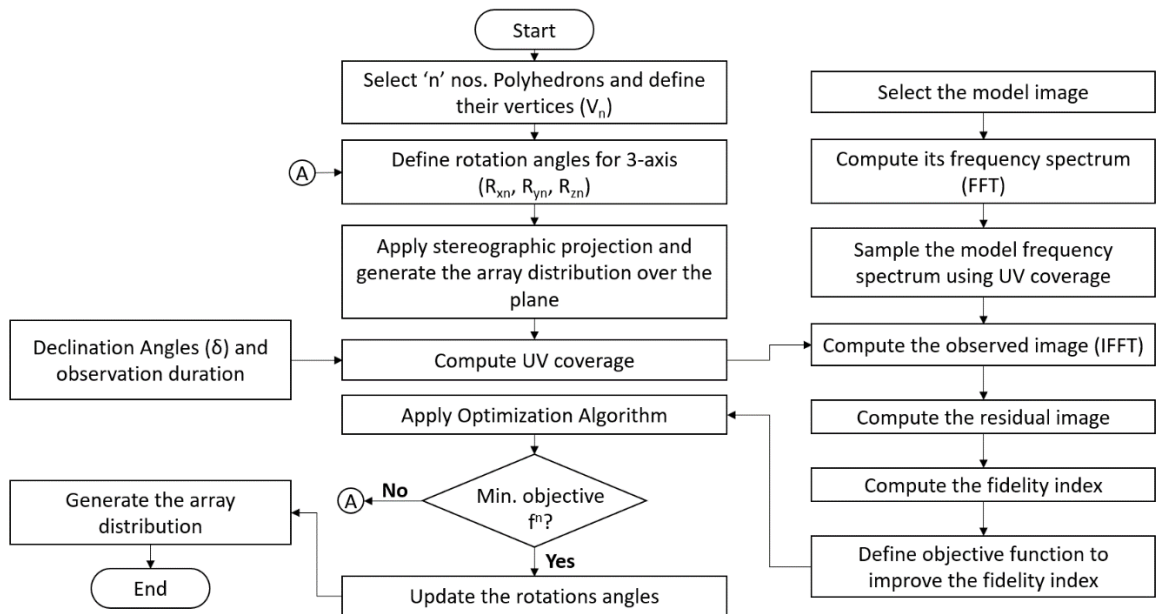 Start
Select ‘n’ nos. Polyhedrons and define
their vertices (Vn)
A
Define rotation angles for 3-axis
(Rxn, Ryn, Rzn)
Apply stereographic projection and
generate the array distribution over the
plane
Declination Angles (δ) and
observation duration
Compute UV coverage
Select the model image
Compute its frequency spectrum
(FFT)
Sample the model frequency
spectrum using UV coverage
Compute the observed image (IFFT)
Compute the residual image
Compute the fidelity index
Define objective function to
improve the fidelity index
Apply Optimization Algorithm
Min. objective
fⁿ?
No
A
Yes
Update the rotations angles
Generate the array
distribution
End